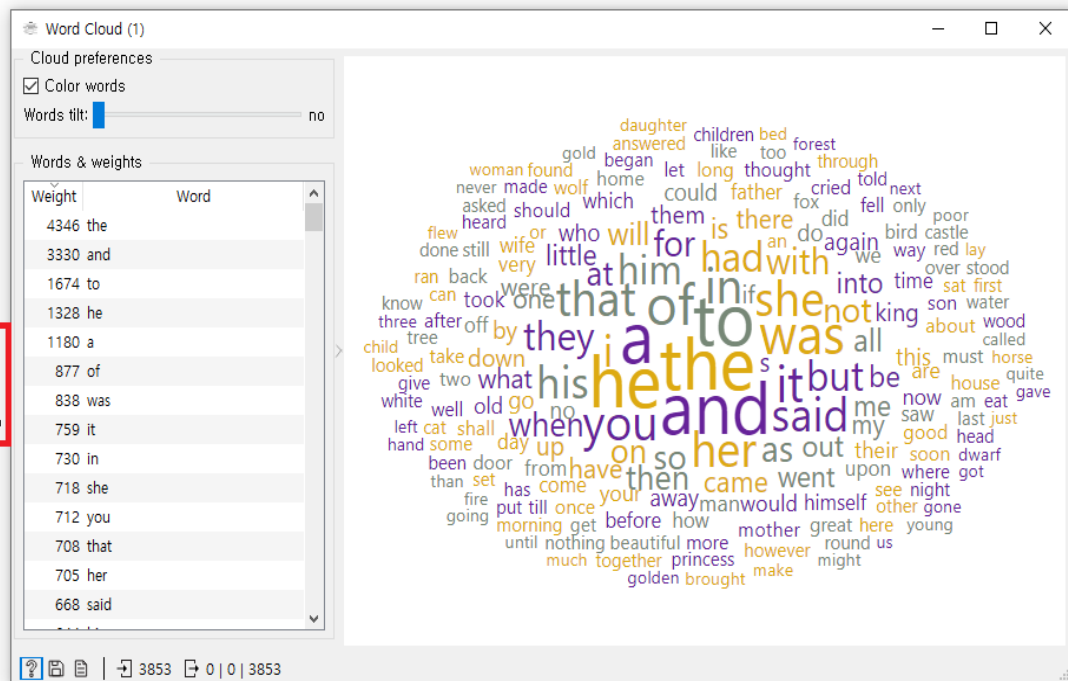 Word Cloud (1)
Cloud preferences
Color words
Words tilt: no
Words & weights
Weight Word
4346 the
3330 and
1674 to
1328 he
1180 a
877 of
838 was
759 it
730 in
718 she
712 you
708 that
705 her
668 said
daughter
answered children bed
gold began like too forest
woman found let long thought through
never made wolf home could father cried told next
asked should which fox fell only
heard them is there did poor
flew or who will for an do again bird castle
done still wife little had with we way red lay
very at him over stood
ran back were in if into time sat first
know can took one that of she not king son water
three after off by they i a to was all about wood
tree called
child take down s this must horse
looked his he the it but be are quite
give two what house
white well old go no and now am eat gave
left cat shall when you said me my saw last just
hand some day up on so her as out their good head
been door from have then came went upon soon dwarf
than set where got
has come your away man would himself see night
fire put till once other gone
going morning get before how mother great here young
until nothing beautiful more round us
much together princess however might
golden brought make
3853 0 | 0 | 3853